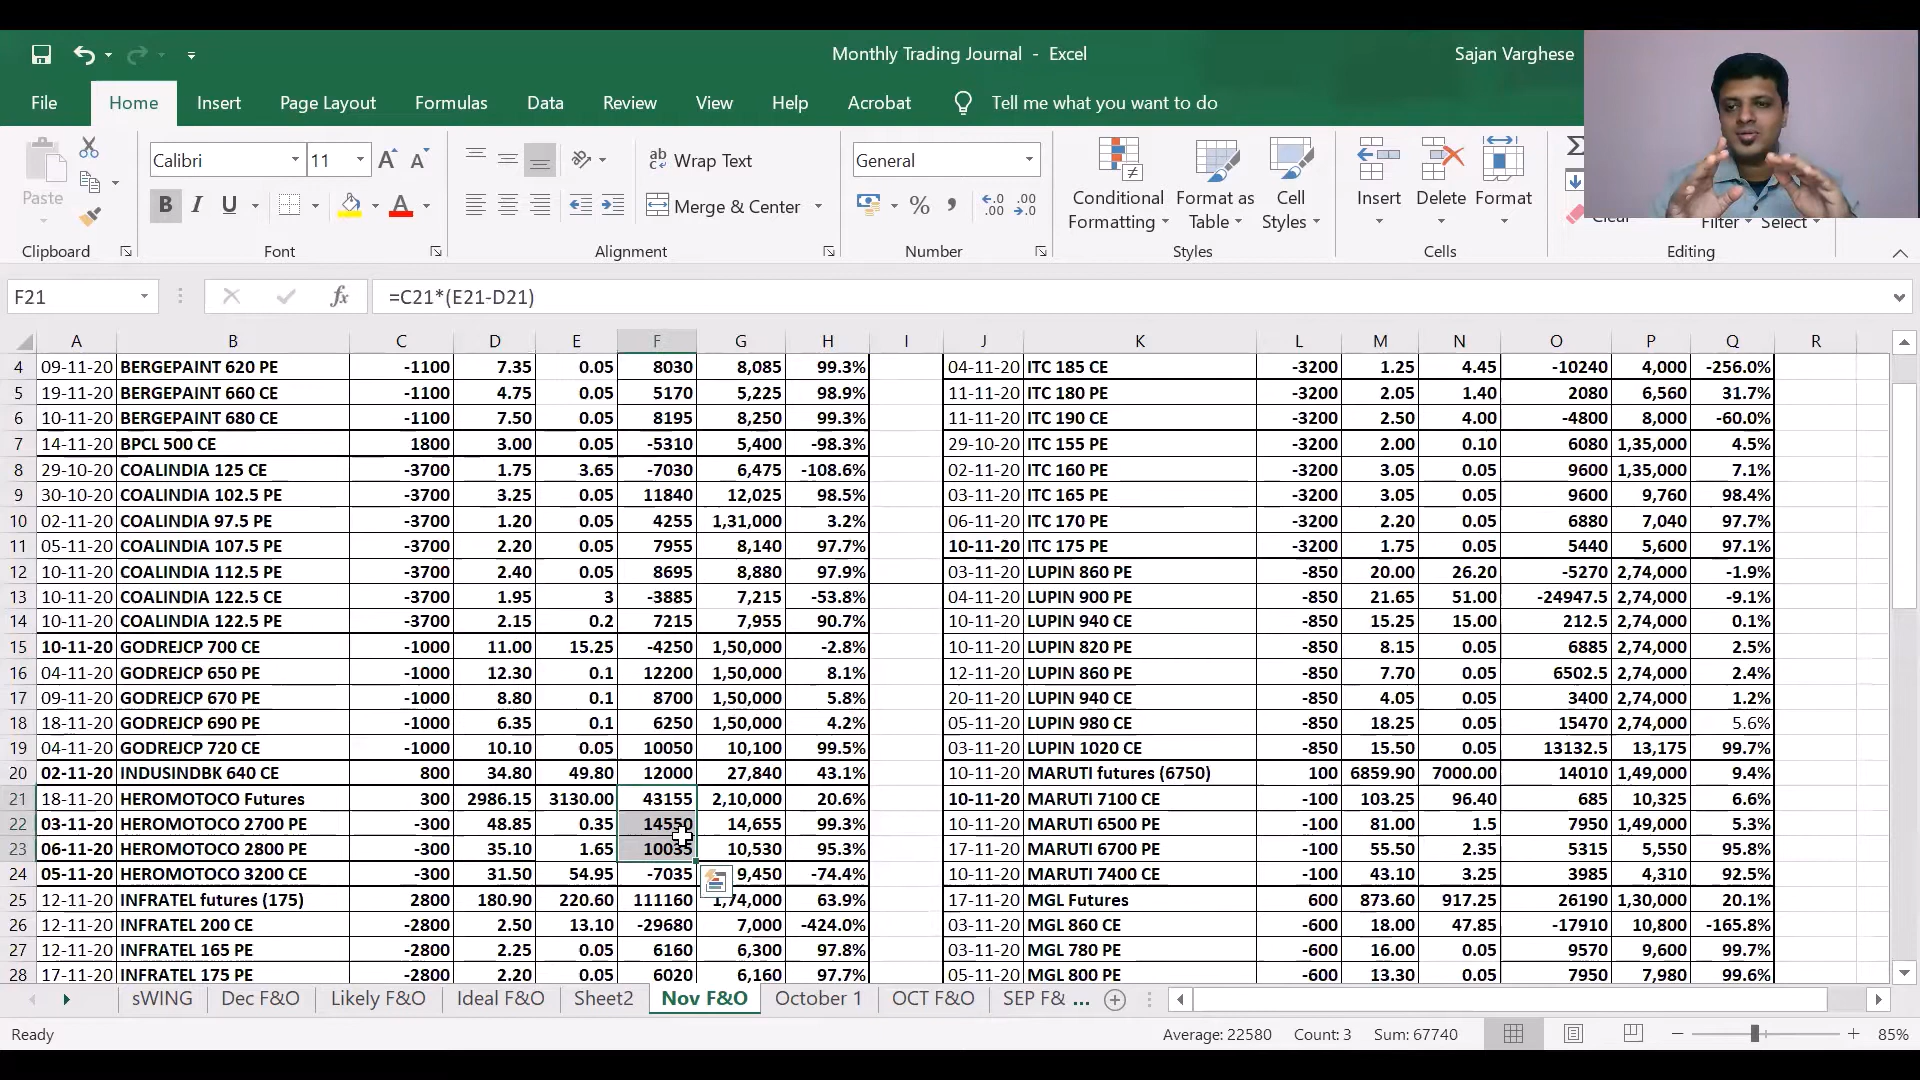 Monthly Trading Journal - Excel
Sajan Varghese
File Home Insert Page Layout Formulas Data Review View Help Acrobat Tell me what you want to do
Paste
Calibri 11
B I U
ab Wrap Text
Merge & Center
General
Conditional Formatting
Format as Table
Cell Styles
Insert Delete Format
Clear
Filter Select
Clipboard Font Alignment Number Styles Cells Editing
F21 fx =C21*(E21-D21)
A B C D E F G H I J K L M N O P Q R
4 09-11-20 BERGEPAINT 620 PE -1100 7.35 0.05 8030 8,085 99.3% 04-11-20 ITC 185 CE -3200 1.25 4.45 -10240 4,000 -256.0%
5 19-11-20 BERGEPAINT 660 CE -1100 4.75 0.05 5170 5,225 98.9% 11-11-20 ITC 180 PE -3200 2.05 1.40 2080 6,560 31.7%
6 10-11-20 BERGEPAINT 680 CE -1100 7.50 0.05 8195 8,250 99.3% 11-11-20 ITC 190 CE -3200 2.50 4.00 -4800 8,000 -60.0%
7 14-11-20 BPCL 500 CE 1800 3.00 0.05 -5310 5,400 -98.3% 29-10-20 ITC 155 PE -3200 2.00 0.10 6080 1,35,000 4.5%
8 29-10-20 COALINDIA 125 CE -3700 1.75 3.65 -7030 6,475 -108.6% 02-11-20 ITC 160 PE -3200 3.05 0.05 9600 1,35,000 7.1%
9 30-10-20 COALINDIA 102.5 PE -3700 3.25 0.05 11840 12,025 98.5% 03-11-20 ITC 165 PE -3200 3.05 0.05 9600 9,760 98.4%
10 02-11-20 COALINDIA 97.5 PE -3700 1.20 0.05 4255 1,31,000 3.2% 06-11-20 ITC 170 PE -3200 2.20 0.05 6880 7,040 97.7%
11 05-11-20 COALINDIA 107.5 PE -3700 2.20 0.05 7955 8,140 97.7% 10-11-20 ITC 175 PE -3200 1.75 0.05 5440 5,600 97.1%
12 10-11-20 COALINDIA 112.5 PE -3700 2.40 0.05 8695 8,880 97.9% 03-11-20 LUPIN 860 PE -850 20.00 26.20 -5270 2,74,000 -1.9%
13 10-11-20 COALINDIA 122.5 CE -3700 1.95 3 -3885 7,215 -53.8% 04-11-20 LUPIN 900 PE -850 21.65 51.00 -24947.5 2,74,000 -9.1%
14 10-11-20 COALINDIA 122.5 PE -3700 2.15 0.2 7215 7,955 90.7% 10-11-20 LUPIN 940 CE -850 15.25 15.00 212.5 2,74,000 0.1%
15 10-11-20 GODREJCP 700 CE -1000 11.00 15.25 -4250 1,50,000 -2.8% 10-11-20 LUPIN 820 PE -850 8.15 0.05 6885 2,74,000 2.5%
16 04-11-20 GODREJCP 650 PE -1000 12.30 0.1 12200 1,50,000 8.1% 12-11-20 LUPIN 860 PE -850 7.70 0.05 6502.5 2,74,000 2.4%
17 09-11-20 GODREJCP 670 PE -1000 8.80 0.1 8700 1,50,000 5.8% 20-11-20 LUPIN 940 CE -850 4.05 0.05 3400 2,74,000 1.2%
18 18-11-20 GODREJCP 690 PE -1000 6.35 0.1 6250 1,50,000 4.2% 05-11-20 LUPIN 980 CE -850 18.25 0.05 15470 2,74,000 5.6%
19 04-11-20 GODREJCP 720 CE -1000 10.10 0.05 10050 10,100 99.5% 03-11-20 LUPIN 1020 CE -850 15.50 0.05 13132.5 13,175 99.7%
20 02-11-20 INDUSINDBK 640 CE 800 34.80 49.80 12000 27,840 43.1% 10-11-20 MARUTI futures (6750) 100 6859.90 7000.00 14010 1,49,000 9.4%
21 18-11-20 HEROMOTOCO Futures 300 2986.15 3130.00 43155 2,10,000 20.6% 10-11-20 MARUTI 7100 CE -100 103.25 96.40 685 10,325 6.6%
22 03-11-20 HEROMOTOCO 2700 PE -300 48.85 0.35 14550 14,655 99.3% 10-11-20 MARUTI 6500 PE -100 81.00 1.5 7950 1,49,000 5.3%
23 06-11-20 HEROMOTOCO 2800 PE -300 35.10 1.65 10035 10,530 95.3% 17-11-20 MARUTI 6700 PE -100 55.50 2.35 5315 5,550 95.8%
24 05-11-20 HEROMOTOCO 3200 CE -300 31.50 54.95 -7035 9,450 -74.4% 10-11-20 MARUTI 7400 CE -100 43.10 3.25 3985 4,310 92.5%
25 12-11-20 INFRATEL futures (175) 2800 180.90 220.60 111160 1,74,000 63.9% 17-11-20 MGL Futures 600 873.60 917.25 26190 1,30,000 20.1%
26 12-11-20 INFRATEL 200 CE -2800 2.50 13.10 -29680 7,000 -424.0% 03-11-20 MGL 860 CE -600 18.00 47.85 -17910 10,800 -165.8%
27 12-11-20 INFRATEL 165 PE -2800 2.25 0.05 6160 6,300 97.8% 03-11-20 MGL 780 PE -600 16.00 0.05 9570 9,600 99.7%
28 17-11-20 INFRATEL 175 PE -2800 2.20 0.05 6020 6,160 97.7% 05-11-20 MGL 800 PE -600 13.30 0.05 7950 7,980 99.6%
sWING Dec F&O Likely F&O Ideal F&O Sheet2 Nov F&O October 1 OCT F&O SEP F& ...
Ready Average: 22580 Count: 3 Sum: 67740 85%